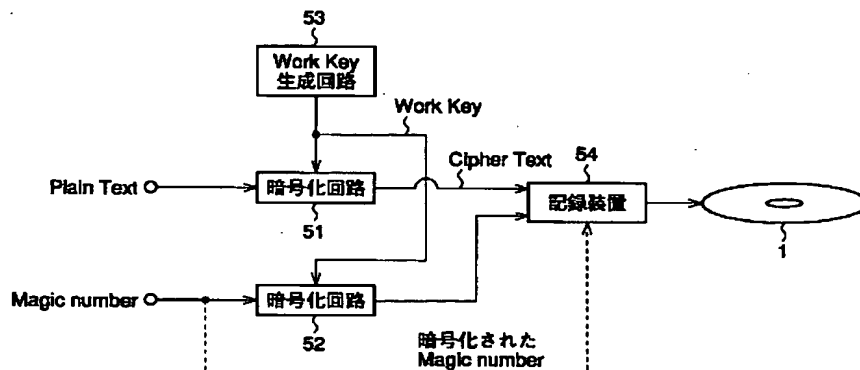 53
Work Key
生成回路
Work Key
Cipher Text
54
Plain Text
暗号化回路
記録装置
51
1
Magic number
暗号化回路
52
暗号化された
Magic number